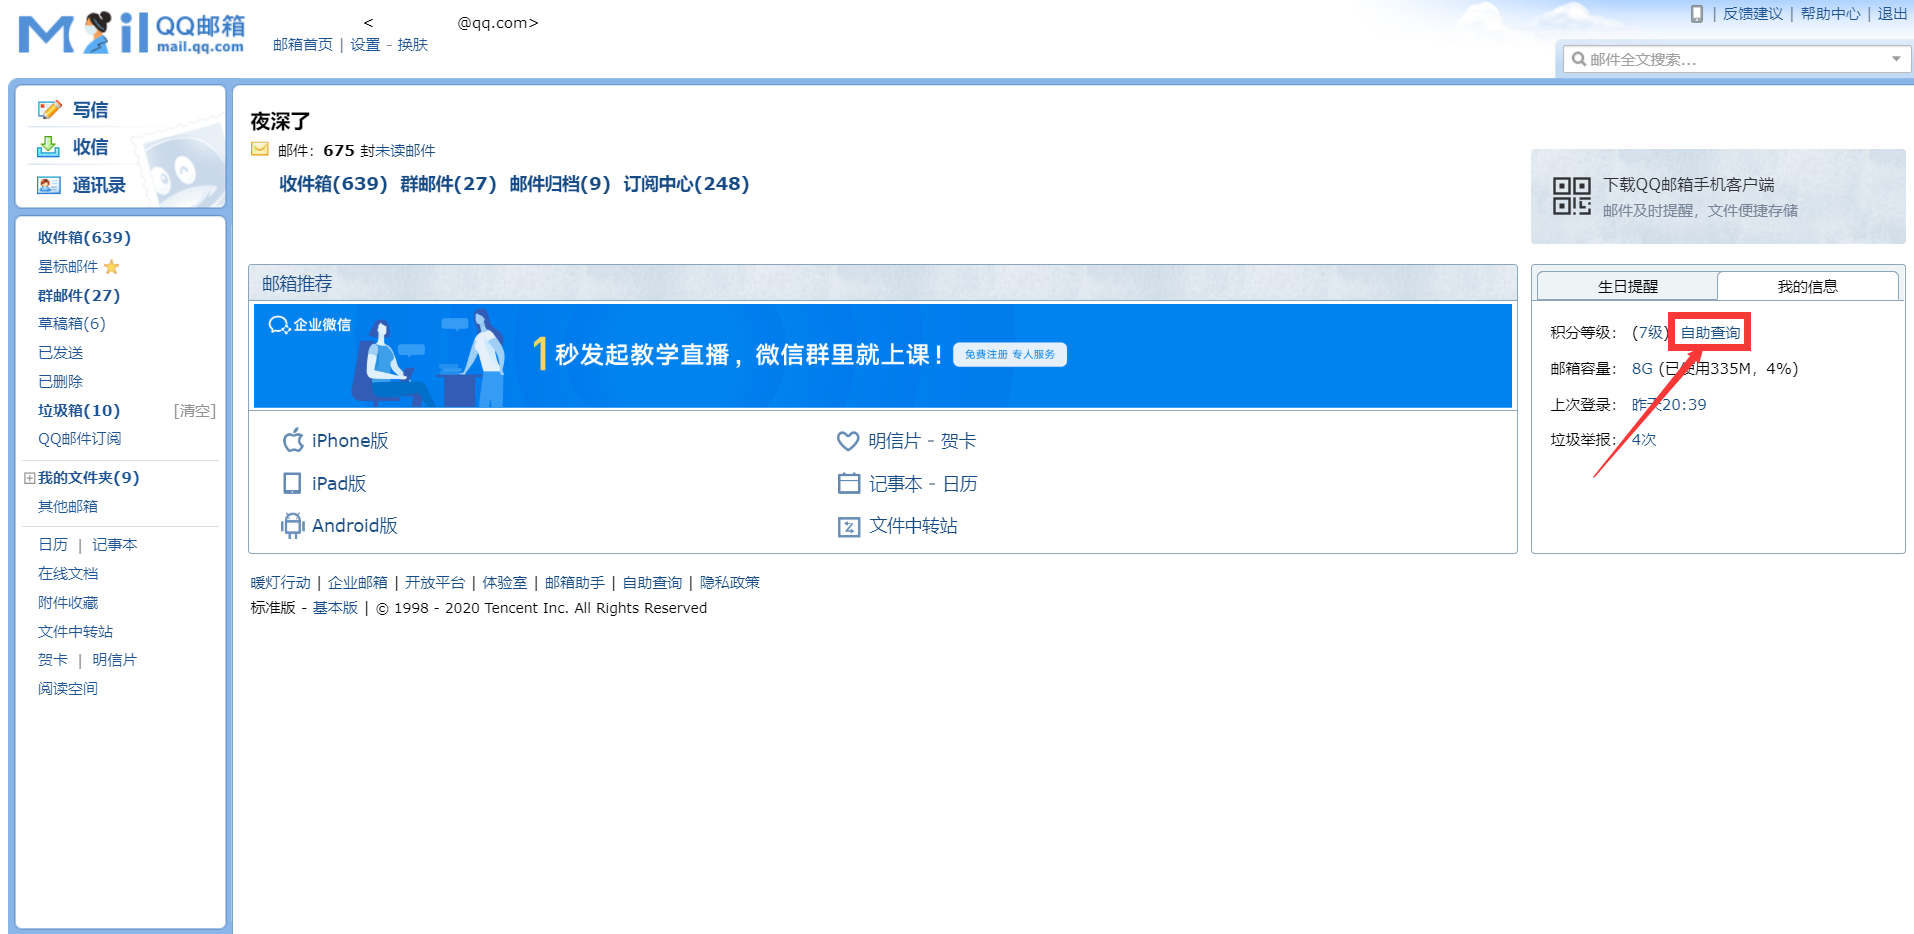 Mail QQ邮箱 mail.qq.com
< @qq.com>
邮箱首页 | 设置 - 换肤
| 反馈建议 | 帮助中心 | 退出
邮件全文搜索...
写信
收信
通讯录
收件箱(639)
星标邮件
群邮件(27)
草稿箱(6)
已发送
已删除
垃圾箱(10) [清空]
QQ邮件订阅
我的文件夹(9)
其他邮箱
日历 | 记事本
在线文档
附件收藏
文件中转站
贺卡 | 明信片
阅读空间
夜深了
邮件： 675 封未读邮件
收件箱(639) 群邮件(27) 邮件归档(9) 订阅中心(248)
下载QQ邮箱手机客户端
邮件及时提醒，文件便捷存储
邮箱推荐
企业微信
1秒发起教学直播，微信群里就上课！ 免费注册 专人服务
iPhone版
明信片 - 贺卡
iPad版
记事本 - 日历
Android版
文件中转站
生日提醒 我的信息
积分等级： (7级) 自助查询
邮箱容量： 8G (已使用335M，4%)
上次登录： 昨天20:39
垃圾举报： 4次
暖灯行动 | 企业邮箱 | 开放平台 | 体验室 | 邮箱助手 | 自助查询 | 隐私政策
标准版 - 基本版 | © 1998 - 2020 Tencent Inc. All Rights Reserved